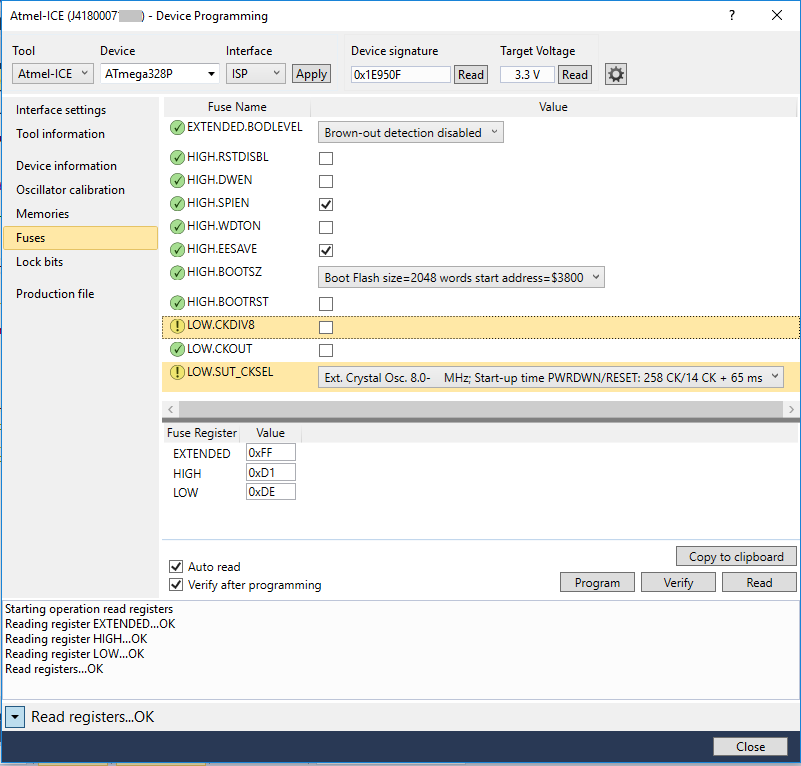 Atmel-ICE (J4180007 ) - Device Programming
Tool Device Interface Device signature Target Voltage
Atmel-ICE ATmega328P ISP Apply 0x1E950F Read 3.3 V Read
Interface settings
Tool information
Device information
Oscillator calibration
Memories
Fuses
Lock bits
Production file
Fuse Name Value
EXTENDED.BODLEVEL Brown-out detection disabled
HIGH.RSTDISBL
HIGH.DWEN
HIGH.SPIEN
HIGH.WDTON
HIGH.EESAVE
HIGH.BOOTSZ Boot Flash size=2048 words start address=$3800
HIGH.BOOTRST
LOW.CKDIV8
LOW.CKOUT
LOW.SUT_CKSEL Ext. Crystal Osc. 8.0- MHz; Start-up time PWRDWN/RESET: 258 CK/14 CK + 65 ms
Fuse Register Value
EXTENDED 0xFF
HIGH 0xD1
LOW 0xDE
Copy to clipboard
Auto read
Verify after programming
Program Verify Read
Starting operation read registers
Reading register EXTENDED...OK
Reading register HIGH...OK
Reading register LOW...OK
Read registers...OK
Read registers...OK
Close